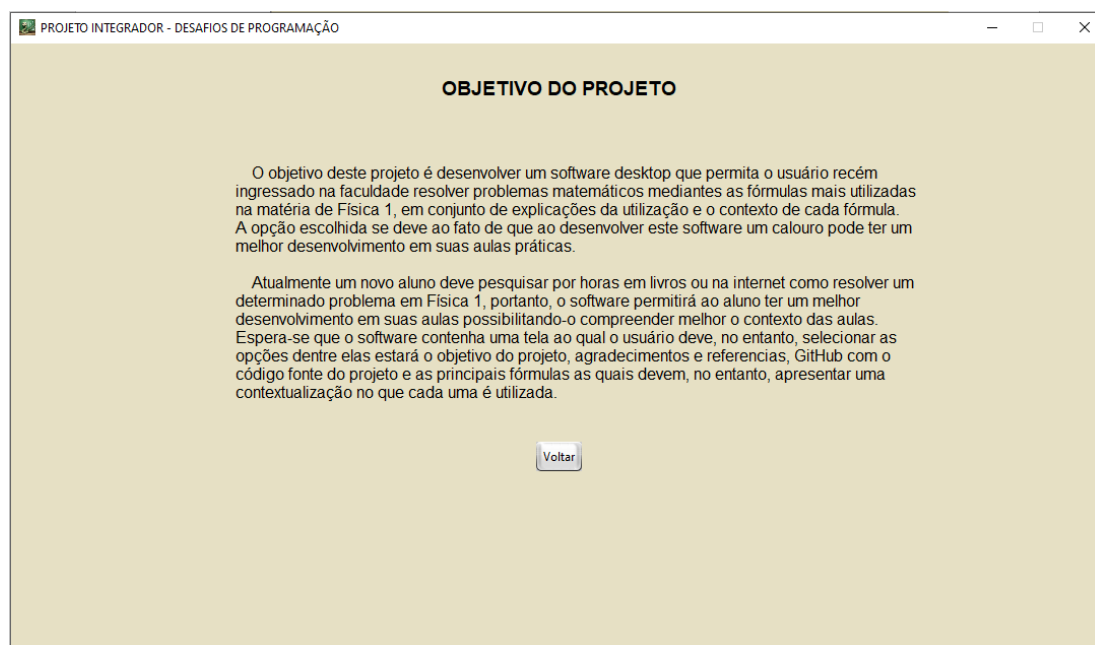 PROJETO INTEGRADOR - DESAFIOS DE PROGRAMAÇÃO
OBJETIVO DO PROJETO
O objetivo deste projeto é desenvolver um software desktop que permita o usuário recém
ingressado na faculdade resolver problemas matemáticos mediantes as fórmulas mais utilizadas
na matéria de Física 1, em conjunto de explicações da utilização e o contexto de cada fórmula.
A opção escolhida se deve ao fato de que ao desenvolver este software um calouro pode ter um
melhor desenvolvimento em suas aulas práticas.
Atualmente um novo aluno deve pesquisar por horas em livros ou na internet como resolver um
determinado problema em Física 1, portanto, o software permitirá ao aluno ter um melhor
desenvolvimento em suas aulas possibilitando-o compreender melhor o contexto das aulas.
Espera-se que o software contenha uma tela ao qual o usuário deve, no entanto, selecionar as
opções dentre elas estará o objetivo do projeto, agradecimentos e referencias, GitHub com o
código fonte do projeto e as principais fórmulas as quais devem, no entanto, apresentar uma
contextualização no que cada uma é utilizada.
Voltar